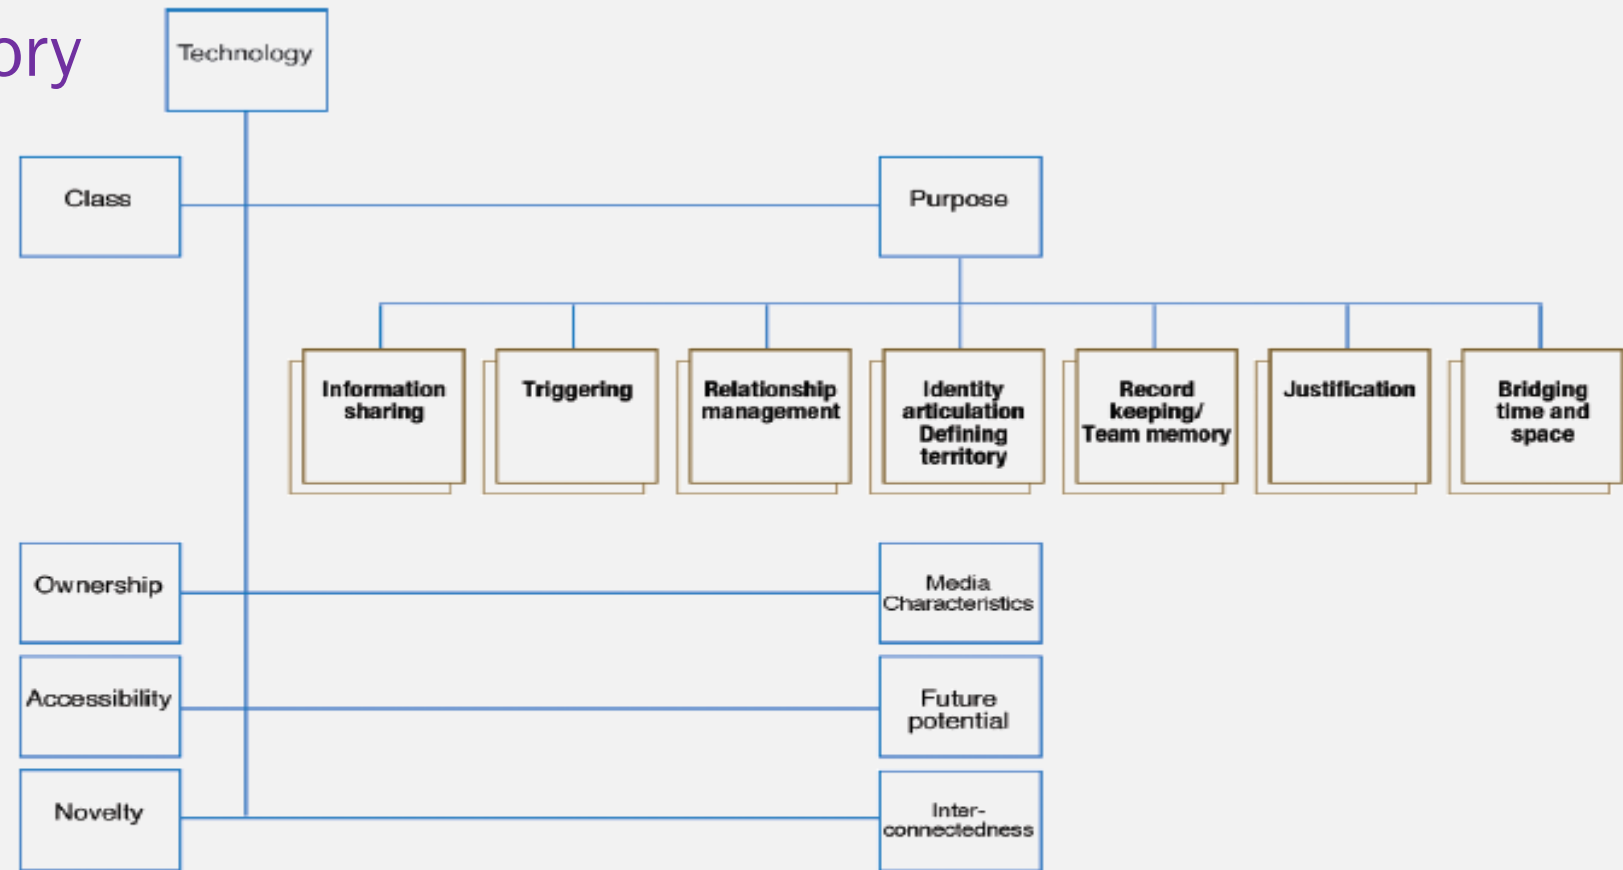 ory
Technology
Class
Purpose
Information
sharing
Triggering
Relationship
management
Identity
articulation
Defining
territory
Record
keeping/
Team memory
Justification
Bridging
time and
space
Ownership
Media
Characteristics
Accessibility
Future
potential
Novelty
Inter-
connectedness